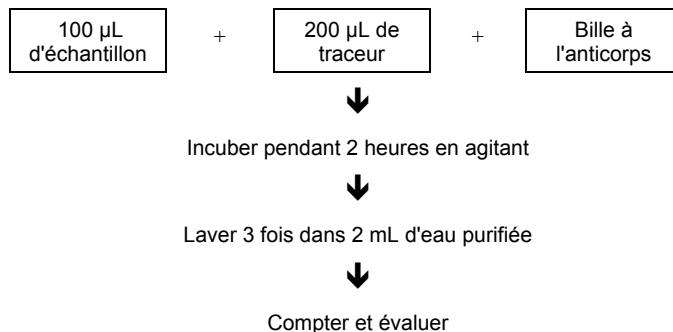 100 µL
d'échantillon
+
200 µL de
traceur
+
Bille à
l'anticorps
Incuber pendant 2 heures en agitant
Laver 3 fois dans 2 mL d'eau purifiée
Compter et évaluer